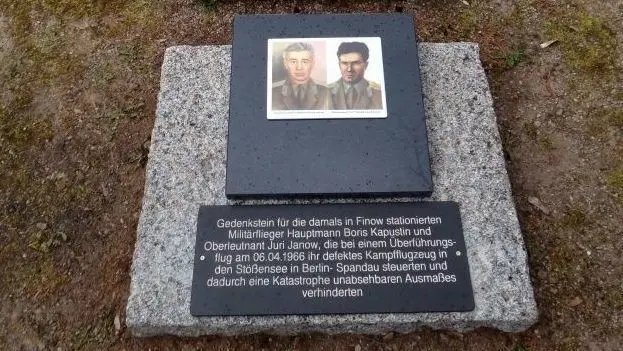 Gedenkstein für die damals in Finow stationierten
Militärflieger Hauptmann Boris Kapustin und
Oberleutnant Juri Janow, die bei einem Überführungs-
flug am 06.04.1966 ihr defektes Kampfflugzeug in
den Stößensee in Berlin- Spandau steuerten und
dadurch eine Katastrophe unabsehbaren Ausmaßes
verhinderten